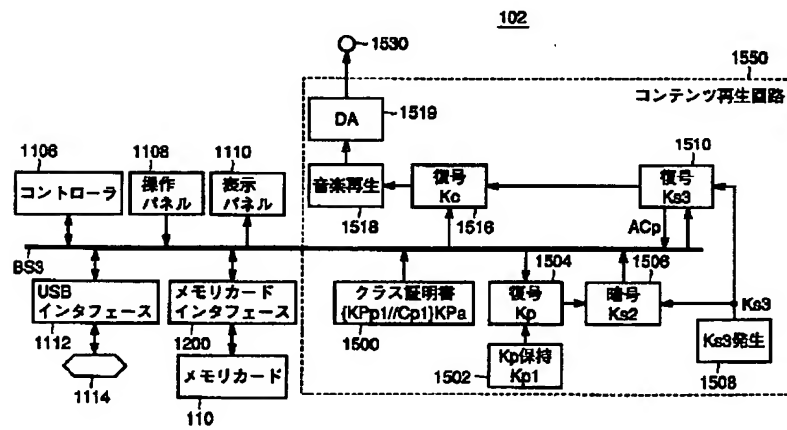 102
1530
1550
コンテンツ再生回路
DA
1519
1510
1106
1108
1110
コントローラ
操作
パネル
表示
パネル
音楽再生
1518
復号
Kc
1516
復号
Ks3
ACp
BS3
1504
1506
USB
インタフェース
1112
メモリカード
インタフェース
1200
クラス証明書
{KPp1//Cp1}KPa
1500
復号
Kp
暗号
Ks2
Ks3
1114
メモリカード
110
1502
Kp保持
Kp1
Ks3発生
1508